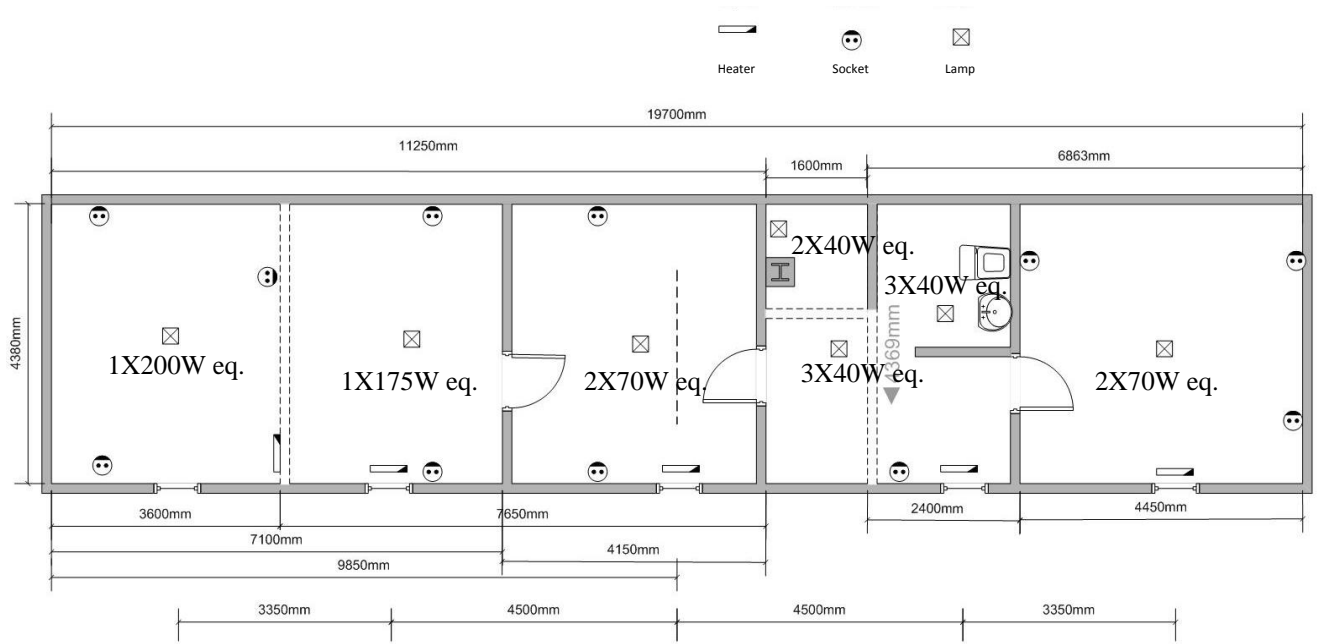 Heater
Socket
Lamp
19700mm
11250mm
6863mm
1600mm
2X40W eq.
3X40W eq.
4380mm
4369mm
1X200W eq.
1X175W eq.
2X70W eq.
3X40W eq.
2X70W eq.
3600mm
7650mm
2400mm
4450mm
7100mm
4150mm
9850mm
3350mm
4500mm
4500mm
3350mm